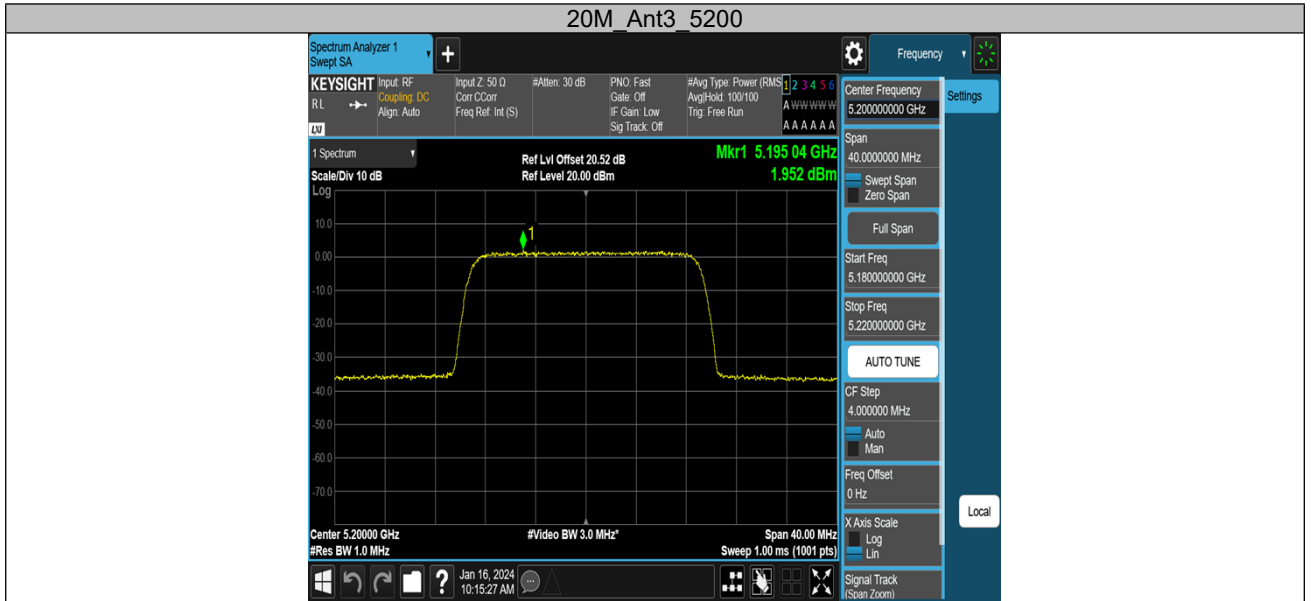 20M_Ant3_5200
Spectrum Analyzer 1
Swept SA
+
Frequency
KEYSIGHT
RL
LXI
Input: RF
Coupling: DC
Align: Auto
Input Z: 50 Ω
Corr CCorr
Freq Ref: Int (S)
#Atten: 30 dB
PNO: Fast
Gate: Off
IF Gain: Low
Sig Track: Off
#Avg Type: Power (RMS
Avg|Hold: 100/100
Trig: Free Run
1 2 3 4 5 6
A W W W W W
A A A A A A
1 Spectrum
Scale/Div 10 dB
Log
Ref Lvl Offset 20.52 dB
Ref Level 20.00 dBm
Mkr1 5.195 04 GHz
1.952 dBm
10.0
0.00
-10.0
-20.0
-30.0
-40.0
-50.0
-60.0
-70.0
1
Center 5.20000 GHz
#Res BW 1.0 MHz
#Video BW 3.0 MHz*
Span 40.00 MHz
Sweep 1.00 ms (1001 pts)
?
Jan 16, 2024
10:15:27 AM
Center Frequency
5.200000000 GHz
Settings
Span
40.0000000 MHz
Swept Span
Zero Span
Full Span
Start Freq
5.180000000 GHz
Stop Freq
5.220000000 GHz
AUTO TUNE
CF Step
4.000000 MHz
Auto
Man
Freq Offset
0 Hz
X Axis Scale
Log
Lin
Local
Signal Track
(Span Zoom)